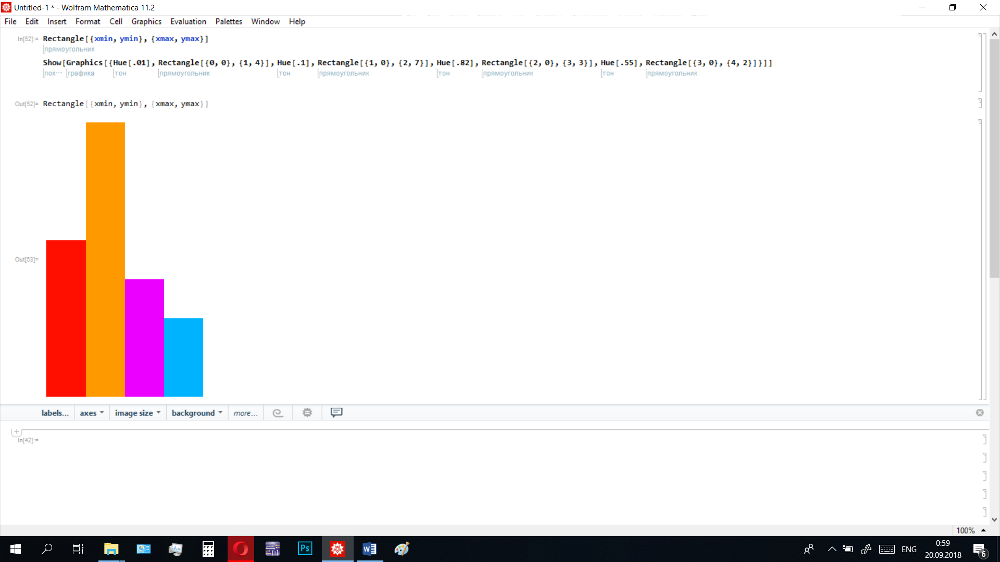 Untitled-1 * - Wolfram Mathematica 11.2
File Edit Insert Format Cell Graphics Evaluation Palettes Window Help
In[52]:= Rectangle[{xmin, ymin}, {xmax, ymax}]
прямоугольник
Show[Graphics[{Hue[.01], Rectangle[{0, 0}, {1, 4}], Hue[.1], Rectangle[{1, 0}, {2, 7}], Hue[.82], Rectangle[{2, 0}, {3, 3}], Hue[.55], Rectangle[{3, 0}, {4, 2}]}]]
пок⋯ графика тон прямоугольник тон прямоугольник тон прямоугольник тон прямоугольник
Out[52]= Rectangle[{xmin, ymin}, {xmax, ymax}]
Out[53]=
labels... axes image size background more...
In[42]:=
100%
Ps
ENG
0:59
20.09.2018
6